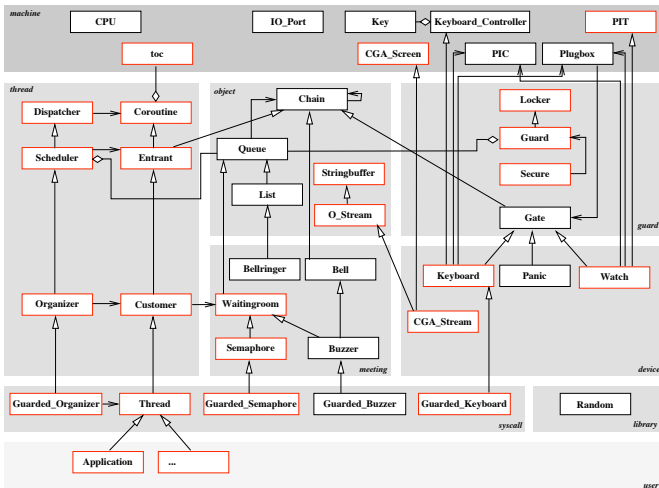 machine
CPU
IO_Port
Key
Keyboard_Controller
PIT
toc
CGA_Screen
PIC
Plugbox
thread
object
Chain
Locker
Dispatcher
Coroutine
Guard
Queue
Scheduler
Entrant
Stringbuffer
Secure
List
O_Stream
Gate
guard
Bellringer
Bell
Keyboard
Panic
Watch
Organizer
Customer
Waitingroom
CGA_Stream
Semaphore
Buzzer
meeting
device
Guarded_Organizer
Thread
Guarded_Semaphore
Guarded_Buzzer
Guarded_Keyboard
Random
syscall
library
Application
...
user